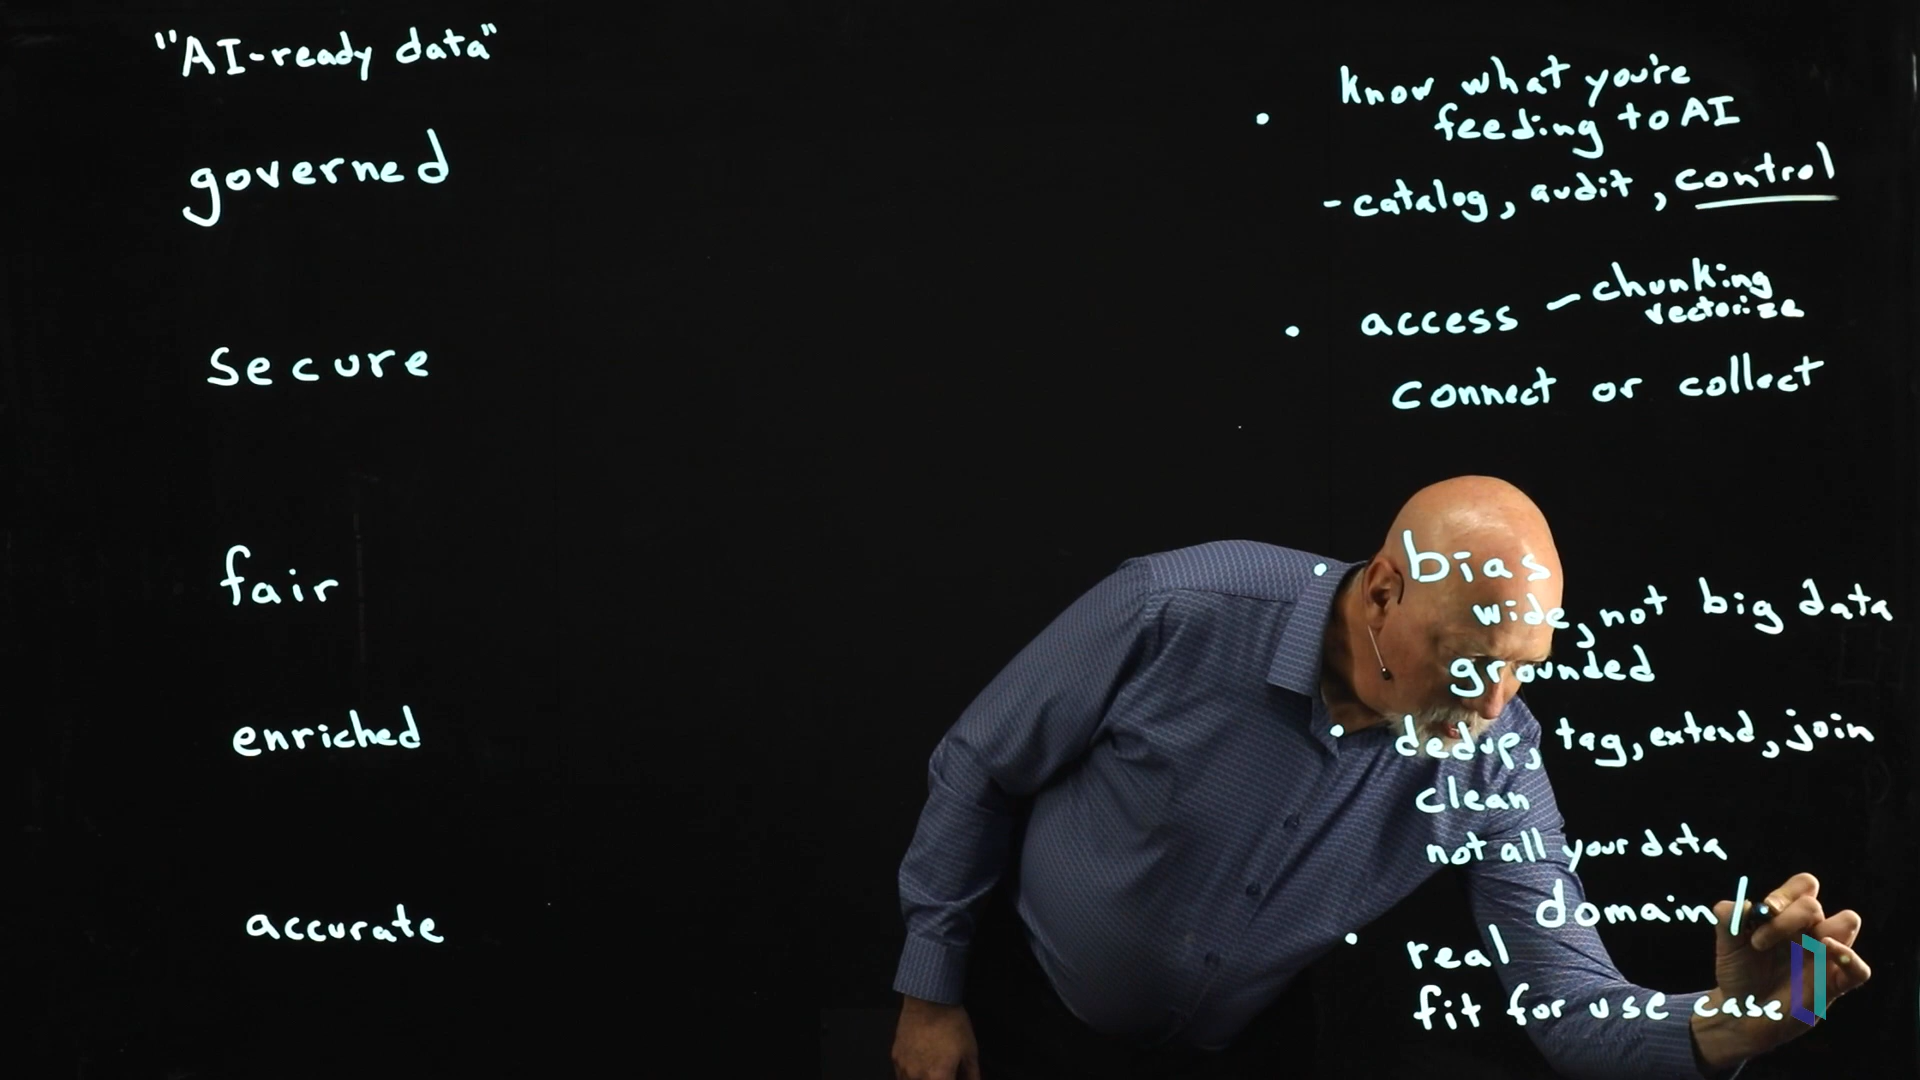 "AI-ready data"
governed
secure
fair
enriched
accurate
• Know what you're
feeding to AI
- catalog, audit, control
• access - chunking
vectorize
connect or collect
• bias
wide, not big data
grounded
• dedup, tag, extend, join
clean
not all your data
domain/
• real
fit for use case